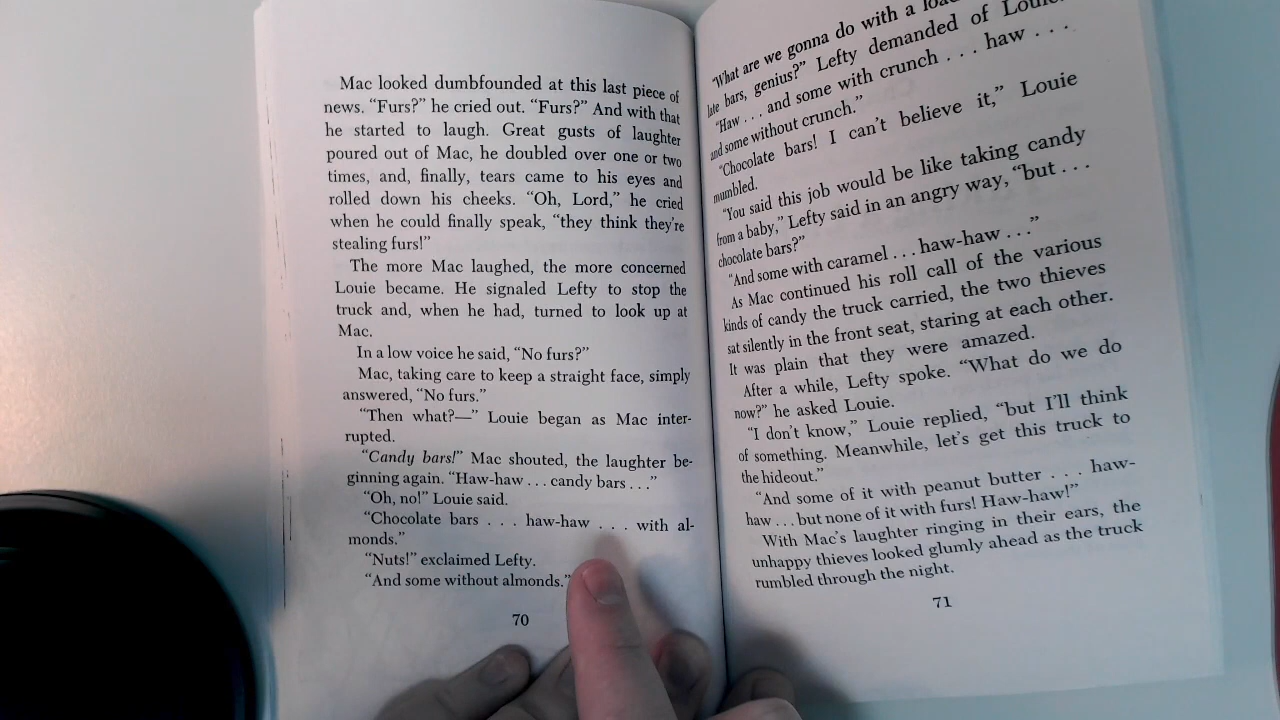 Mac looked dumbfounded at this last piece of
news. “Furs?” he cried out. “Furs?” And with that
he started to laugh. Great gusts of laughter
poured out of Mac, he doubled over one or two
times, and, finally, tears came to his eyes and
rolled down his cheeks. “Oh, Lord,” he cried
when he could finally speak, “they think they’re
stealing furs!”
The more Mac laughed, the more concerned
Louie became. He signaled Lefty to stop the
truck and, when he had, turned to look up at
Mac.
In a low voice he said, “No furs?”
Mac, taking care to keep a straight face, simply
answered, “No furs.”
“Then what?—” Louie began as Mac inter-
rupted.
“Candy bars!” Mac shouted, the laughter be-
ginning again. “Haw-haw . . . candy bars . . .”
“Oh, no!” Louie said.
“Chocolate bars . . . haw-haw . . . with al-
monds.”
“Nuts!” exclaimed Lefty.
“And some without almonds.”
70
“What are we gonna do with a
late bars, genius?” Lefty demanded of Louie.
“Haw . . . and some with crunch . . . haw . . .
and some without crunch.”
“Chocolate bars! I can’t believe it,” Louie
mumbled.
“You said this job would be like taking candy
from a baby,” Lefty said in an angry way, “but . . .
chocolate bars?”
“And some with caramel . . . haw-haw . . .”
As Mac continued his roll call of the various
kinds of candy the truck carried, the two thieves
sat silently in the front seat, staring at each other.
It was plain that they were amazed.
After a while, Lefty spoke. “What do we do
now?” he asked Louie.
“I don’t know,” Louie replied, “but I’ll think
of something. Meanwhile, let’s get this truck to
the hideout.”
“And some of it with peanut butter . . . haw-
haw . . . but none of it with furs! Haw-haw!”
With Mac’s laughter ringing in their ears, the
unhappy thieves looked glumly ahead as the truck
rumbled through the night.
71